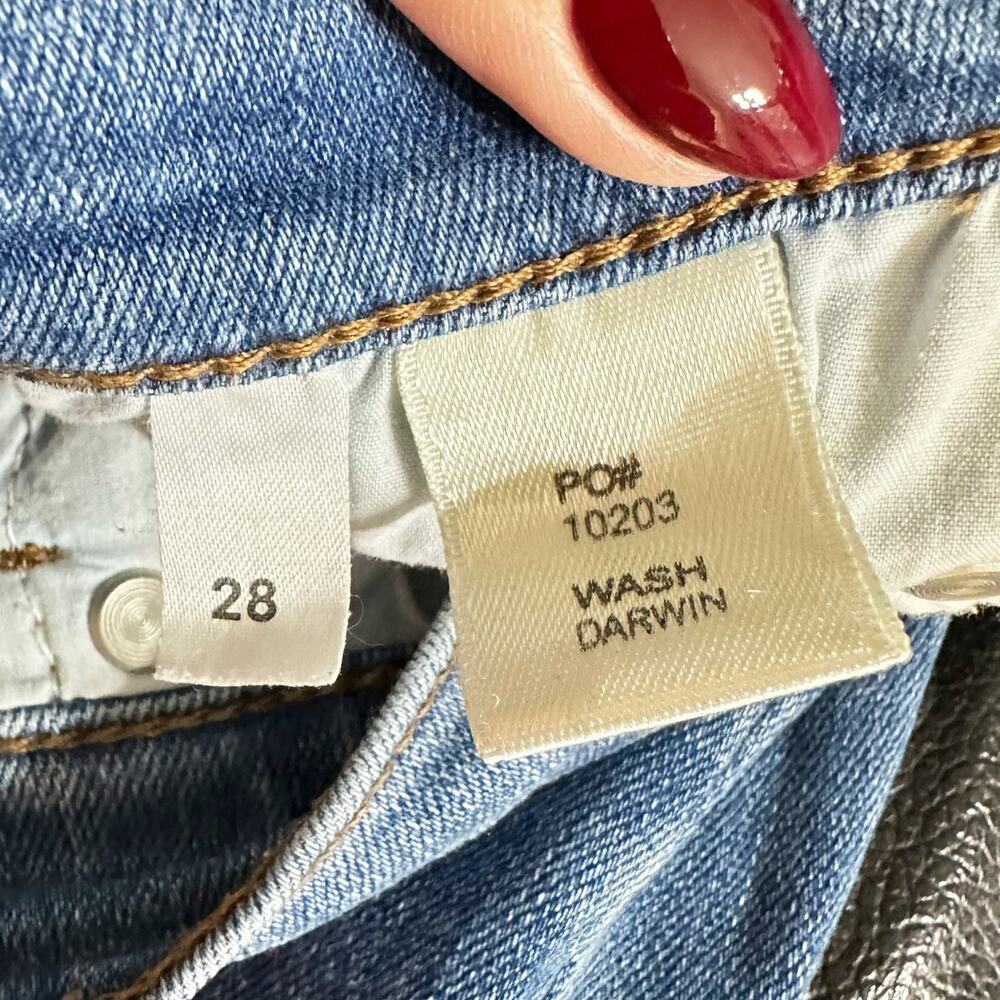 28
PO#
10203
WASH
DARWIN